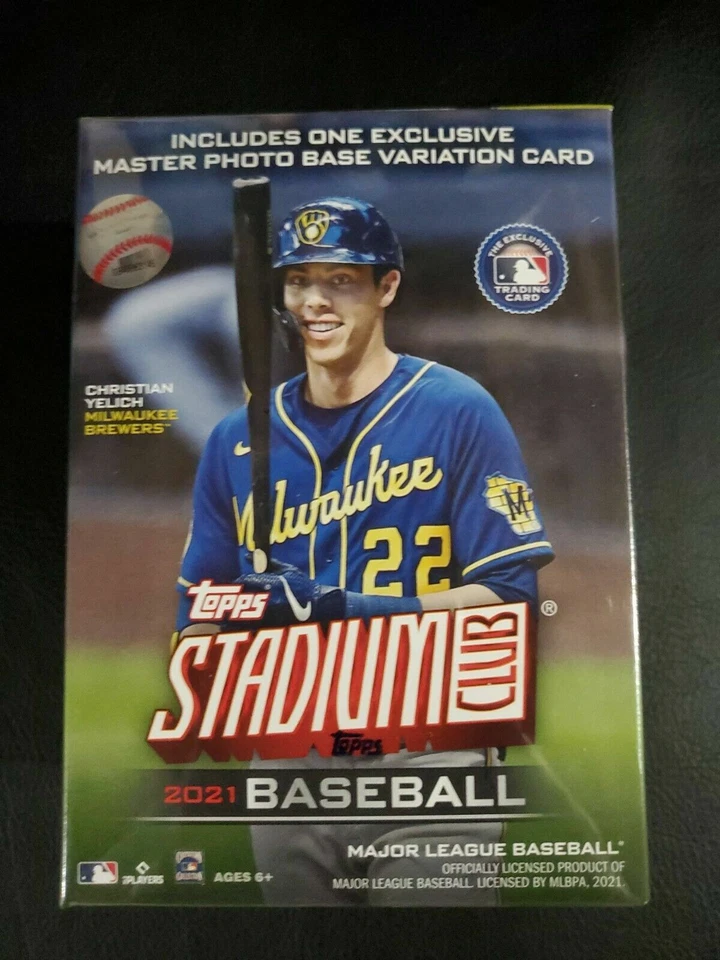 INCLUDES ONE EXCLUSIVE
MASTER PHOTO BASE VARIATION CARD
THE EXCLUSIVE
TRADING
CARD
CHRISTIAN
YELICH
MILWAUKEE
BREWERS™
Milwaukee
22
M
topps
STADIUM CLUB®
topps
2021 BASEBALL
MAJOR LEAGUE BASEBALL®
OFFICIALLY LICENSED PRODUCT OF
MAJOR LEAGUE BASEBALL. LICENSED BY MLBPA, 2021.
PLAYERS
AGES 6+